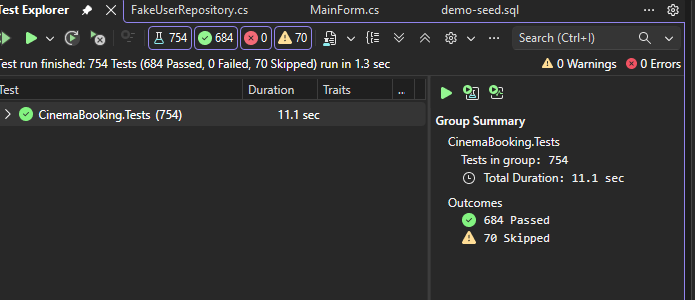 Test Explorer
FakeUserRepository.cs
MainForm.cs
demo-seed.sql
754
684
0
70
Search (Ctrl+I)
Test run finished: 754 Tests (684 Passed, 0 Failed, 70 Skipped) run in 1.3 sec
0 Warnings
0 Errors
Test
Duration
Traits
...
CinemaBooking.Tests (754)
11.1 sec
Group Summary
CinemaBooking.Tests
Tests in group: 754
Total Duration: 11.1 sec
Outcomes
684 Passed
70 Skipped